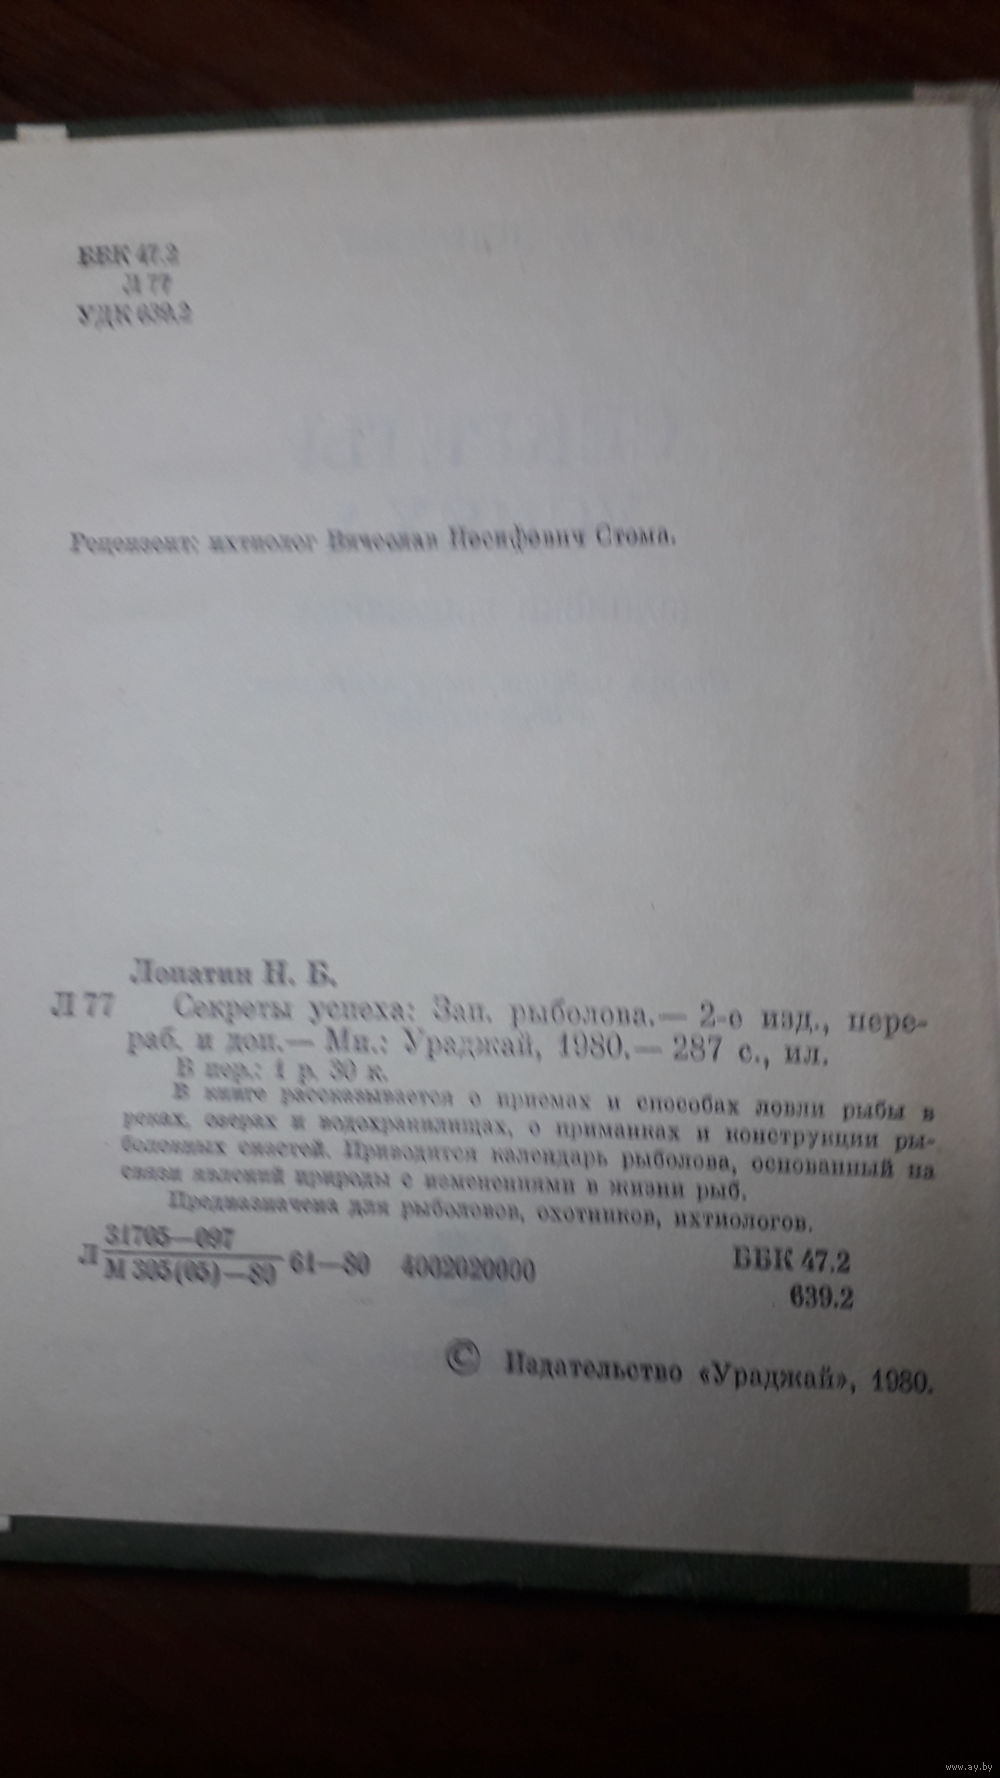 ББК 47.2
Л 77
УДК 639.2
СЕКРЕТЫ
Рецензент: ихтиолог Вячеслав Иосифович Стома.
Лопатин Н. Б.
Л 77 Секреты успеха: Зап. рыболова.— 2-е изд., пере-
раб. и доп.— Мн.: Ураджай, 1980.— 287 с., ил.
В пер.: 1 р. 30 к.
В книге рассказывается о приемах и способах ловли рыбы в
реках, озерах и водохранилищах, о приманках и конструкции ры-
боловных снастей. Приводится календарь рыболова, основанный на
связи явлений природы с изменениями в жизни рыб.
Предназначена для рыболовов, охотников, ихтиологов.
31705—097
Л М 305(05)—80 61—80 4002020000 ББК 47.2
639.2
© Издательство «Ураджай», 1980.
www.ay.by